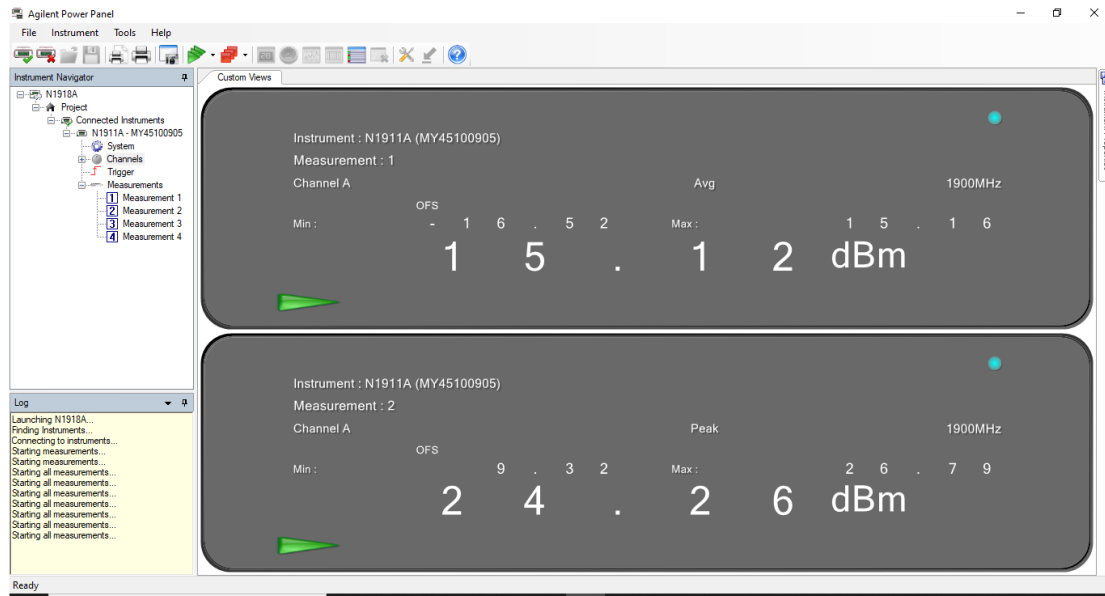 Agilent Power Panel
File Instrument Tools Help
Instrument Navigator
N1918A
Project
Connected Instruments
N1911A - MY45100905
System
Channels
Trigger
Measurements
1 Measurement 1
2 Measurement 2
3 Measurement 3
4 Measurement 4
Custom Views
Instrument : N1911A (MY45100905)
Measurement : 1
Channel A Avg 1900MHz
OFS
Min : - 1 6 . 5 2 Max : 1 5 . 1 6
1 5 . 1 2 dBm
Instrument : N1911A (MY45100905)
Measurement : 2
Channel A Peak 1900MHz
OFS
Min : 9 . 3 2 Max : 2 6 . 7 9
2 4 . 2 6 dBm
Log
Launching N1918A...
Finding Instruments...
Connecting to instruments...
Starting measurements...
Starting measurements...
Starting all measurements...
Starting all measurements...
Starting all measurements...
Starting all measurements...
Starting all measurements...
Starting all measurements...
Starting all measurements...
Ready